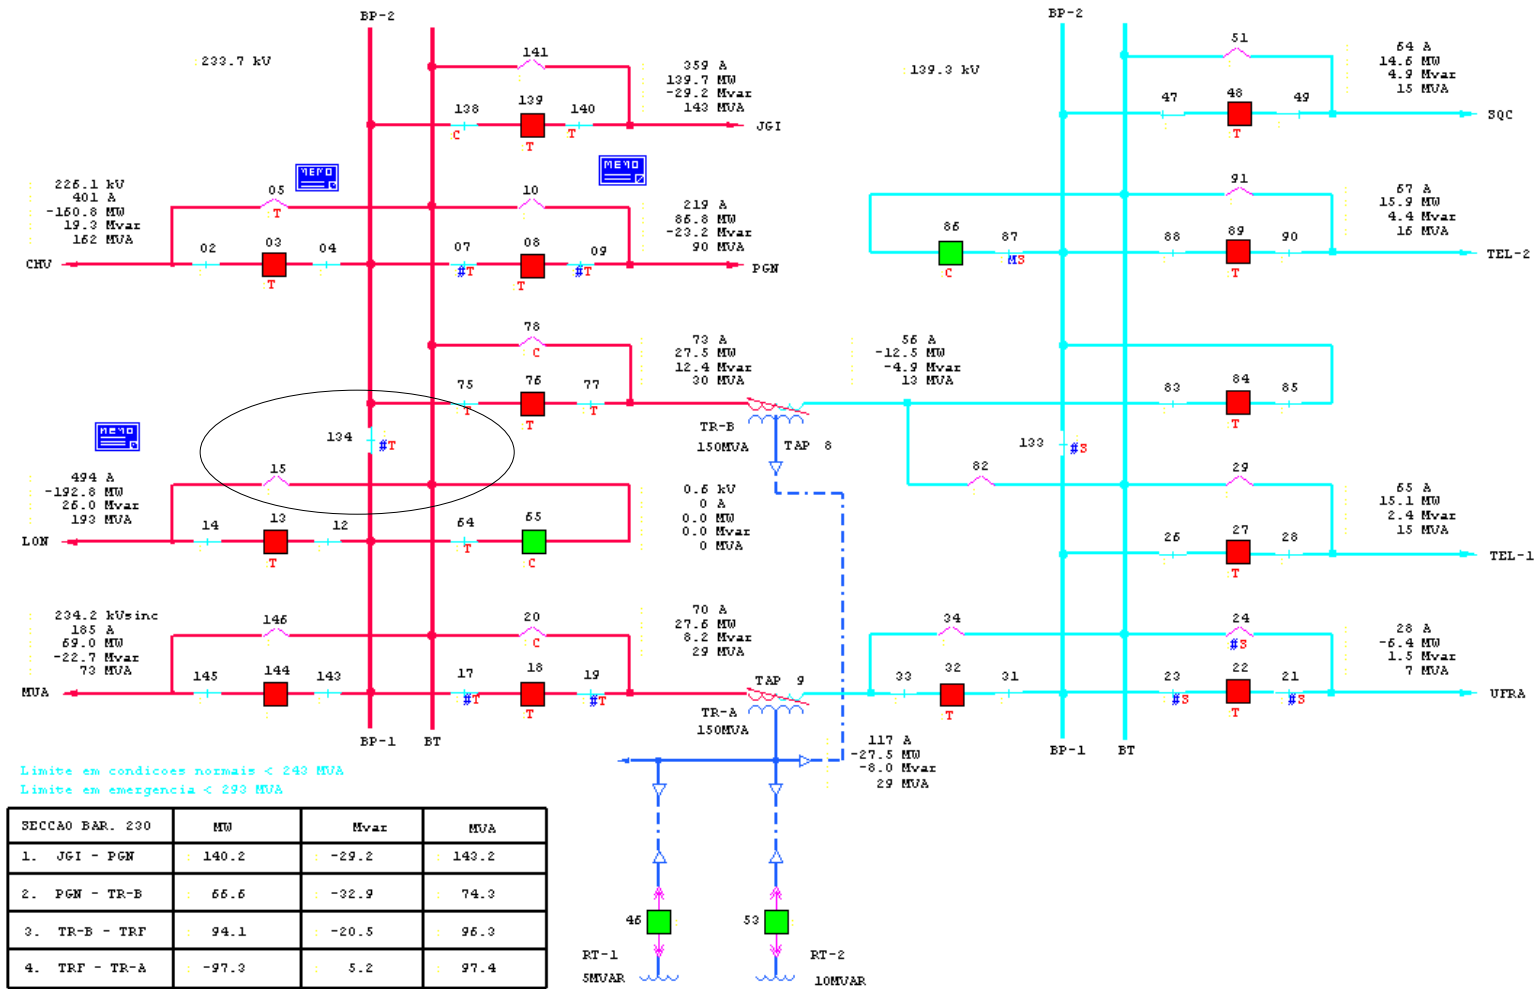 BP-2
233.7 kV
141
359 A
139.7 MW
-29.2 Mvar
143 MVA
138
139
140
C
T
T
JGI
MEMO
MEMO
226.1 kV
401 A
-160.8 MW
19.3 Mvar
162 MVA
05
T
10
219 A
86.8 MW
-23.2 Mvar
90 MVA
02
03
04
07
08
09
CHV
T
#T
T
#T
PGN
78
C
73 A
27.5 MW
12.4 Mvar
30 MVA
75
76
77
T
T
T
TR-B
150MVA
TAP 8
134
#T
MEMO
494 A
-192.8 MW
26.0 Mvar
193 MVA
15
0.6 kV
0 A
0.0 MW
0.0 Mvar
0 MVA
14
13
12
64
65
LON
T
T
C
234.2 kVsinc
185 A
69.0 MW
-22.7 Mvar
73 MVA
146
20
C
70 A
27.6 MW
8.2 Mvar
29 MVA
145
144
143
17
18
19
MUA
T
#T
T
#T
TAP 9
TR-A
150MVA
BP-1
BT
BP-2
139.3 kV
51
64 A
14.6 MW
4.9 Mvar
15 MVA
47
48
49
T
SQC
91
67 A
15.9 MW
4.4 Mvar
16 MVA
86
87
88
89
90
C
MS
T
TEL-2
56 A
-12.5 MW
-4.9 Mvar
13 MVA
83
84
85
T
133
#S
82
29
65 A
15.1 MW
2.4 Mvar
15 MVA
26
27
28
T
TEL-1
34
24
#S
28 A
-6.4 MW
1.5 Mvar
7 MVA
33
32
31
23
22
21
T
#S
T
#S
UFRA
BP-1
BT
117 A
-27.5 MW
-8.0 Mvar
29 MVA
Limite em condicoes normais < 243 MVA
Limite em emergencia < 293 MVA
SECCAO BAR. 230 MW Mvar MVA
1. JGI - PGN 140.2 -29.2 143.2
2. PGN - TR-B 66.6 -32.9 74.3
3. TR-B - TRF 94.1 -20.5 96.3
4. TRF - TR-A -97.3 5.2 97.4
46
53
RT-1
5MVAR
RT-2
10MVAR